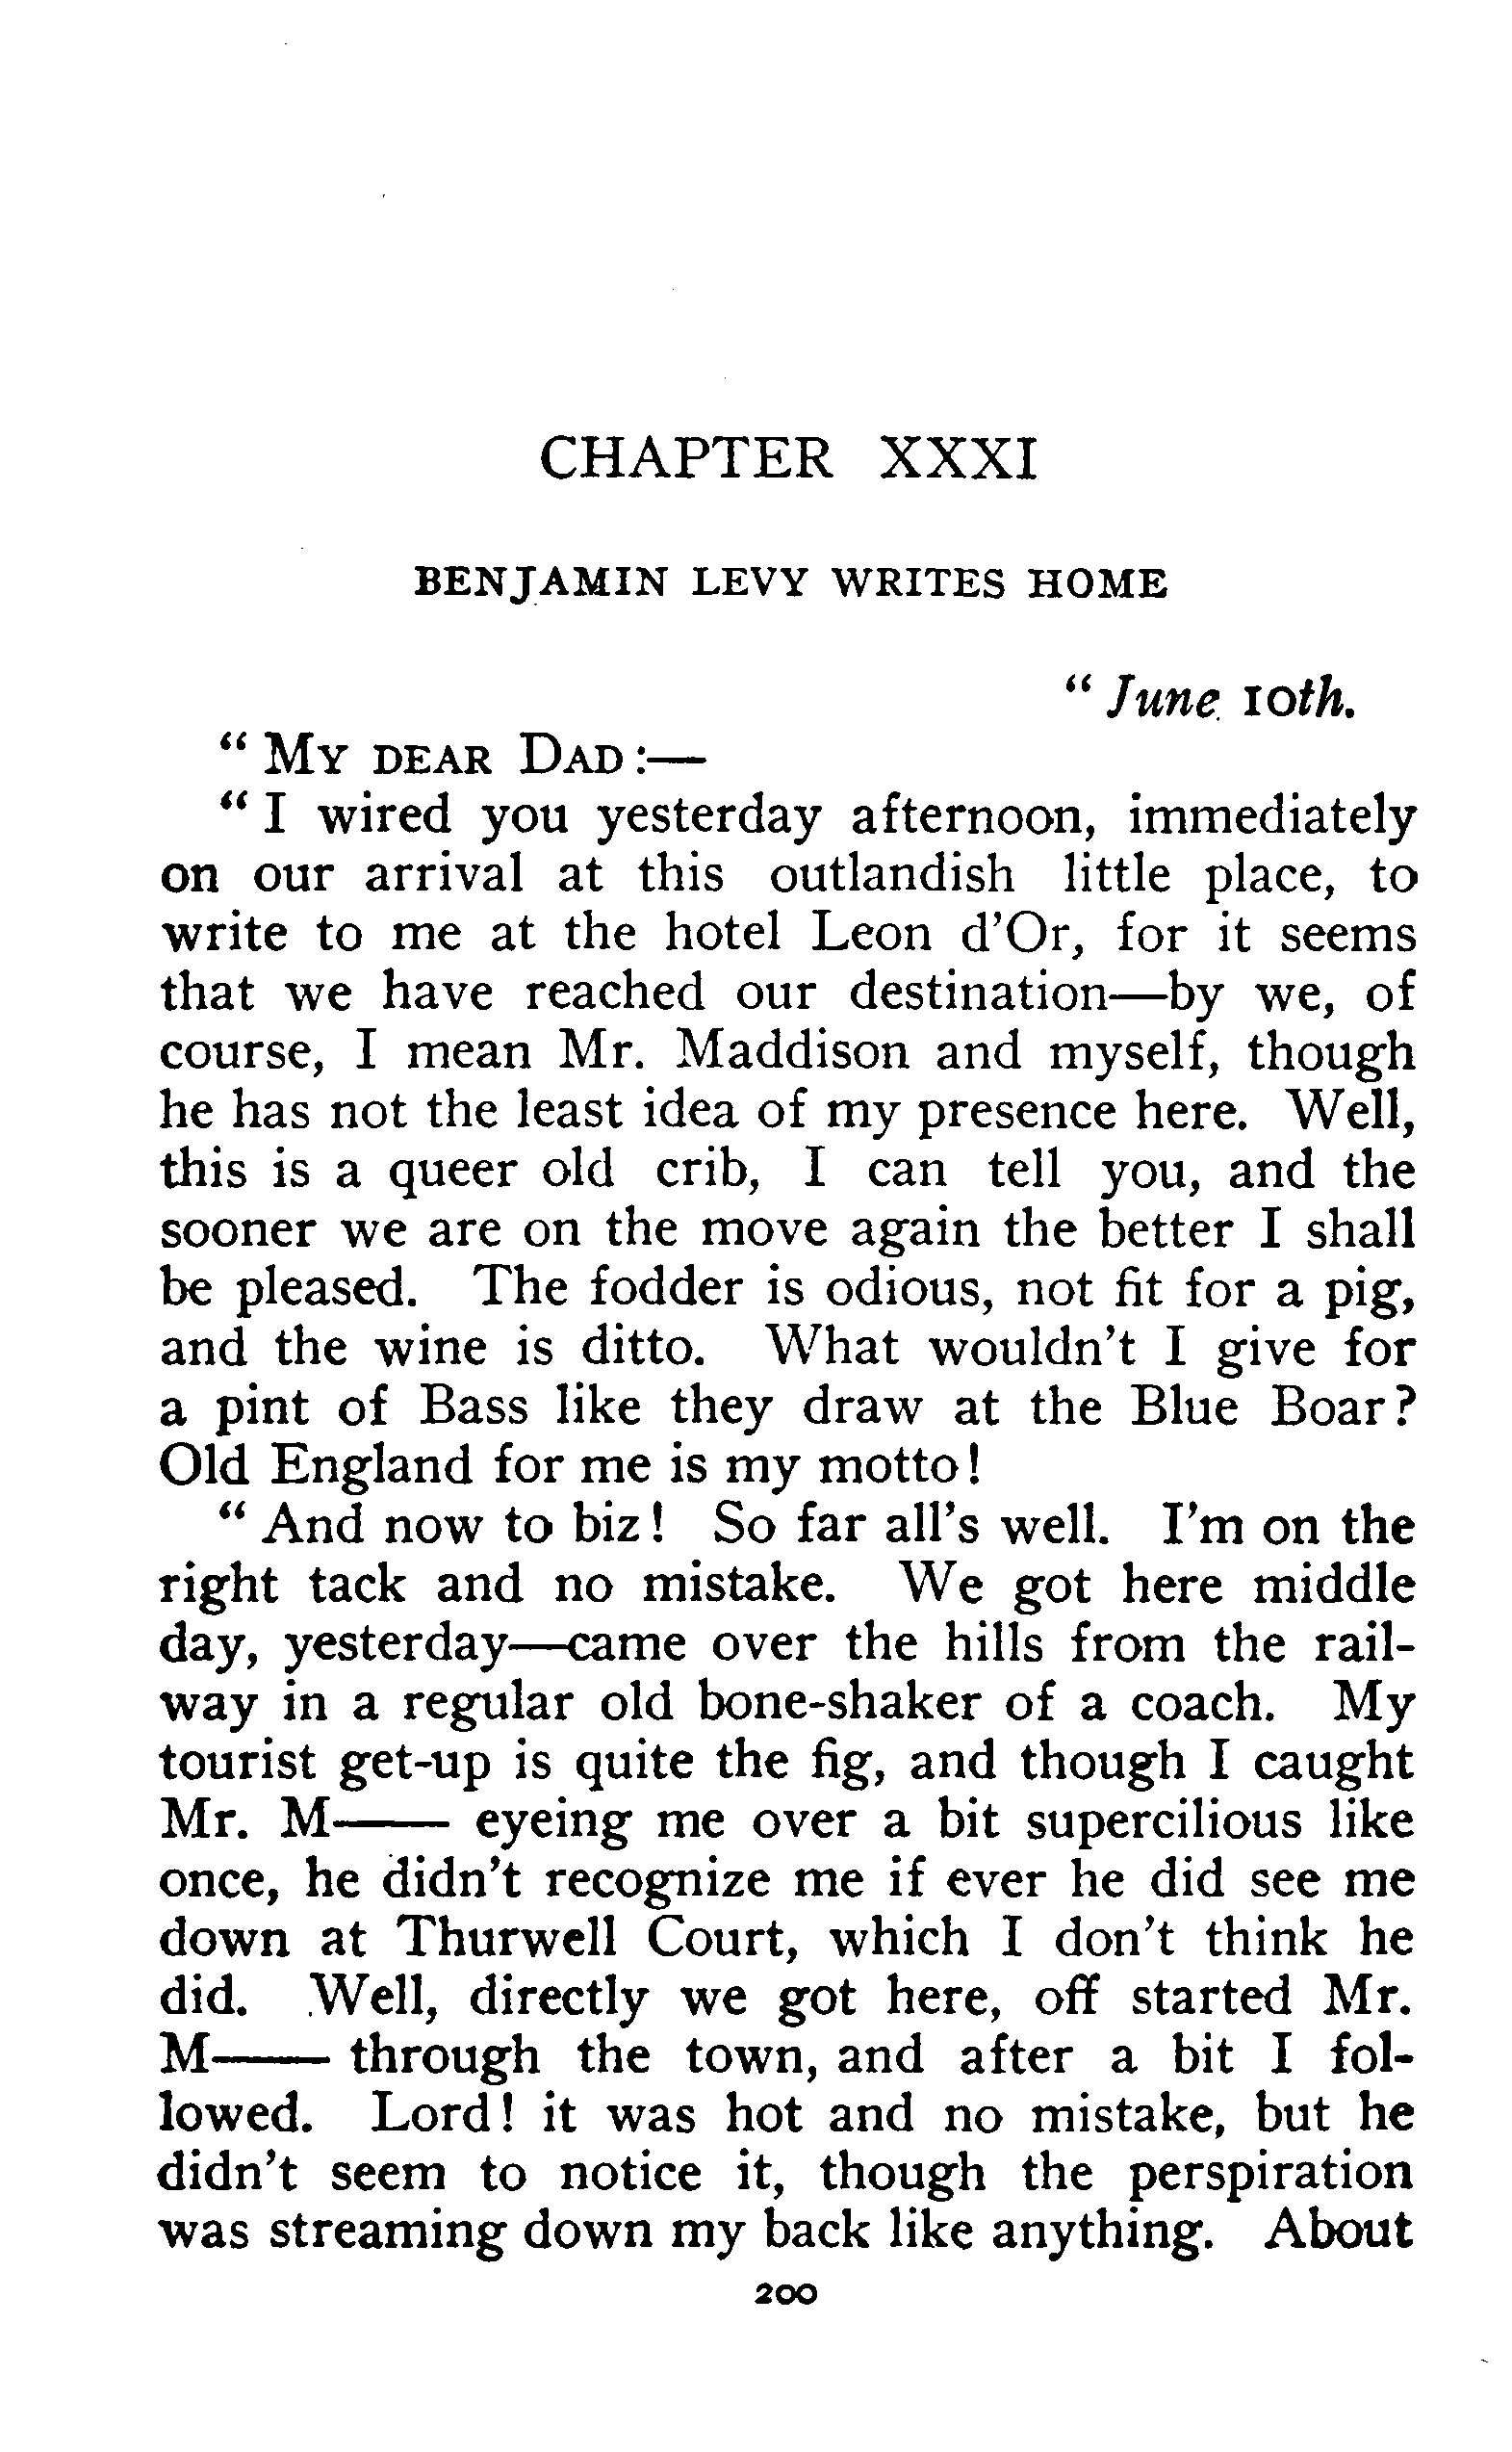 CHAPTER XXXI
BENJAMIN LEVY WRITES HOME
“ June 10th.
“ MY DEAR DAD :—
“ I wired you yesterday afternoon, immediately
on our arrival at this outlandish little place, to
write to me at the hotel Leon d'Or, for it seems
that we have reached our destination—by we, of
course, I mean Mr. Maddison and myself, though
he has not the least idea of my presence here. Well,
this is a queer old crib, I can tell you, and the
sooner we are on the move again the better I shall
be pleased. The fodder is odious, not fit for a pig,
and the wine is ditto. What wouldn't I give for
a pint of Bass like they draw at the Blue Boar?
Old England for me is my motto!
“ And now to biz! So far all's well. I'm on the
right tack and no mistake. We got here middle
day, yesterday—came over the hills from the rail-
way in a regular old bone-shaker of a coach. My
tourist get-up is quite the fig, and though I caught
Mr. M—— eyeing me over a bit supercilious like
once, he didn't recognize me if ever he did see me
down at Thurwell Court, which I don't think he
did. Well, directly we got here, off started Mr.
M—— through the town, and after a bit I fol-
lowed. Lord! it was hot and no mistake, but he
didn't seem to notice it, though the perspiration
was streaming down my back like anything. About
200